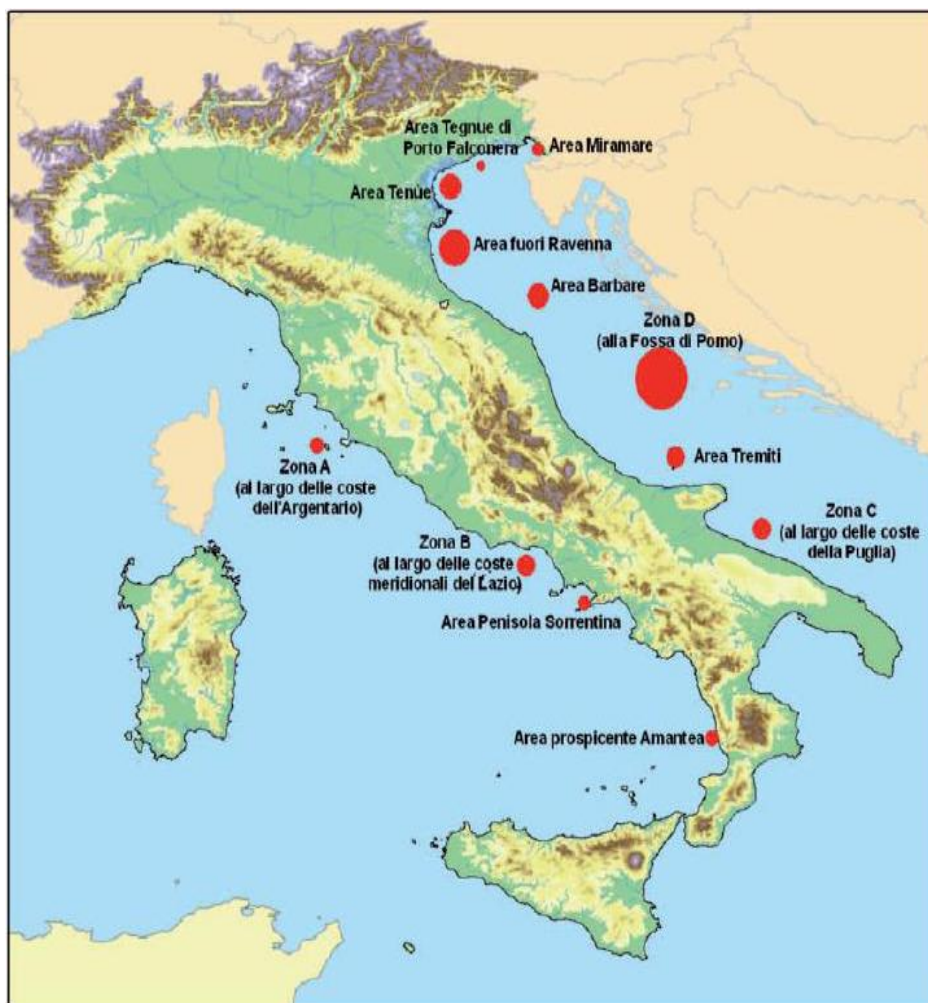 Area Tegnue di
Porto Falconera
Area Miramare
Area Tenùe
Area fuori Ravenna
Area Barbare
Zona D
(alla Fossa di Pomo)
Area Tremiti
Zona A
(al largo delle coste
dell'Argentario)
Zona C
(al largo delle coste
della Puglia)
Zona B
(al largo delle coste
meridionali del Lazio)
Area Penisola Sorrentina
Area prospicente Amantea